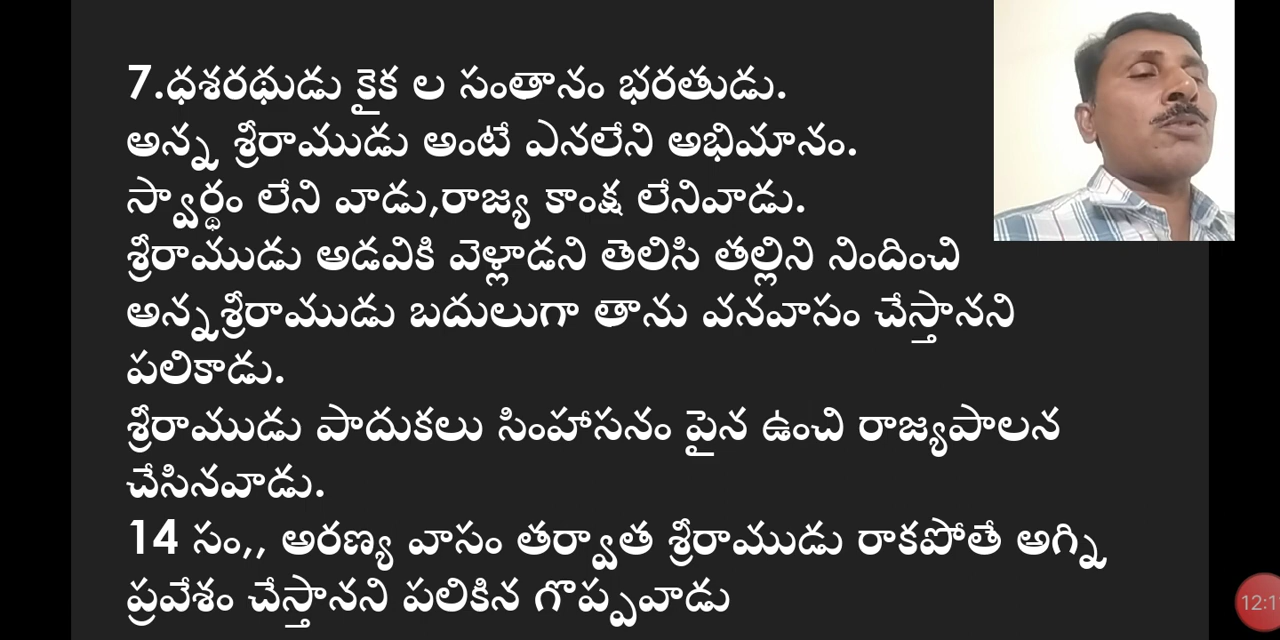 7.ధశరథుడు కైక ల సంతానం భరతుడు.
అన్న శ్రీరాముడు అంటే ఎనలేని అభిమానం.
స్వార్థం లేని వాడు,రాజ్య కాంక్ష లేనివాడు.
శ్రీరాముడు అడవికి వెళ్లాడని తెలిసి తల్లిని నిందించి
అన్న,శ్రీరాముడు బదులుగా తాను వనవాసం చేస్తానని
పలికాడు.
శ్రీరాముడు పాదుకలు సింహాసనం పైన ఉంచి రాజ్యపాలన
చేసినవాడు.
14 సం,, అరణ్య వాసం తర్వాత శ్రీరాముడు రాకపోతే అగ్ని
ప్రవేశం చేస్తానని పలికిన గొప్పవాడు